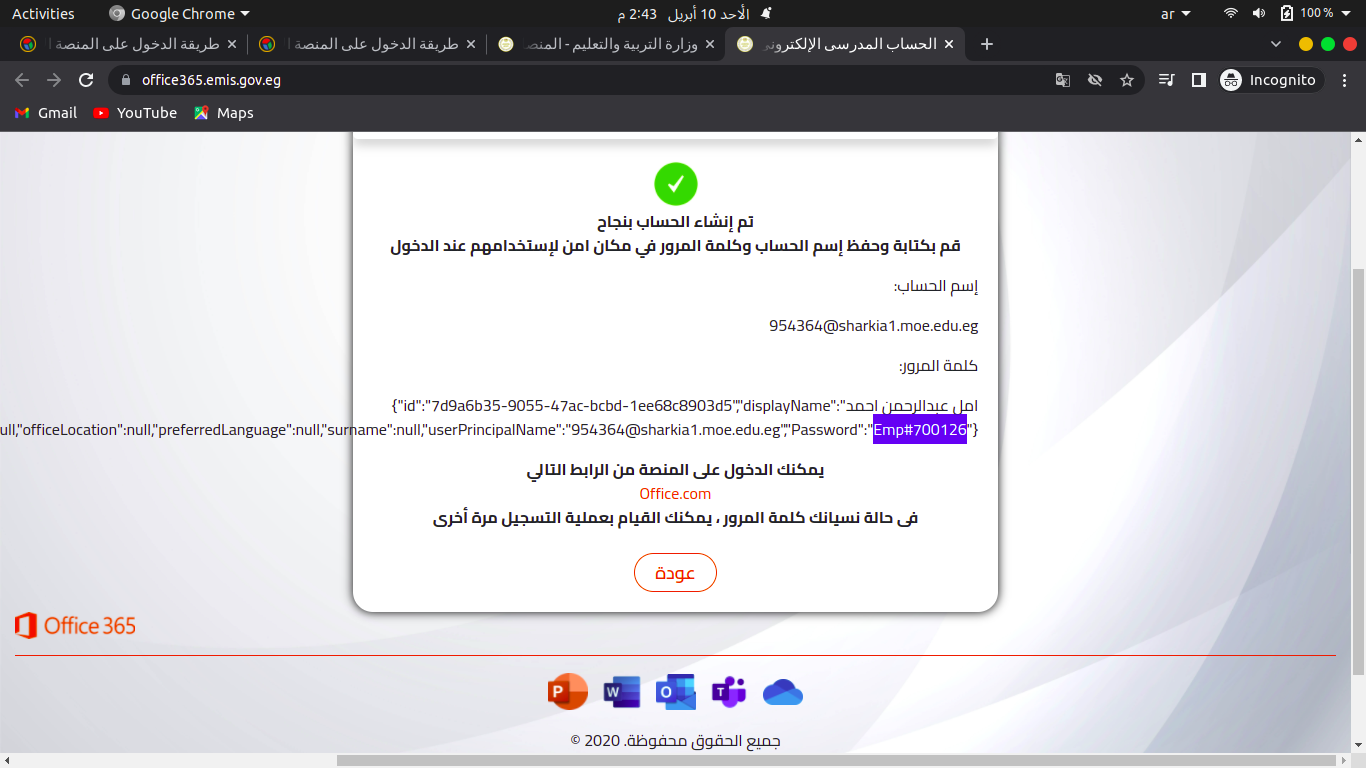 Activities
Google Chrome
الأحد 10 أبريل 2:43 م
ar
100 %
طريقة الدخول على المنصة ا
طريقة الدخول على المنصة ا
وزارة التربية والتعليم - المنص
الحساب المدرسى الإلكترونى
office365.emis.gov.eg
Incognito
Gmail
YouTube
Maps
تم إنشاء الحساب بنجاح
قم بكتابة وحفظ إسم الحساب وكلمة المرور في مكان امن لإستخدامهم عند الدخول
إسم الحساب:
954364@sharkia1.moe.edu.eg
كلمة المرور:
{"id":"7d9a6b35-9055-47ac-bcbd-1ee68c8903d5","displayName":"امل عبدالرحمن احمد
ull,"officeLocation":null,"preferredLanguage":null,"surname":null,"userPrincipalName":"954364@sharkia1.moe.edu.eg","Password":"Emp#700126"}
يمكنك الدخول على المنصة من الرابط التالي
Office.com
فى حالة نسيانك كلمة المرور ، يمكنك القيام بعملية التسجيل مرة أخرى
عودة
Office 365
جميع الحقوق محفوظة. 2020 ©